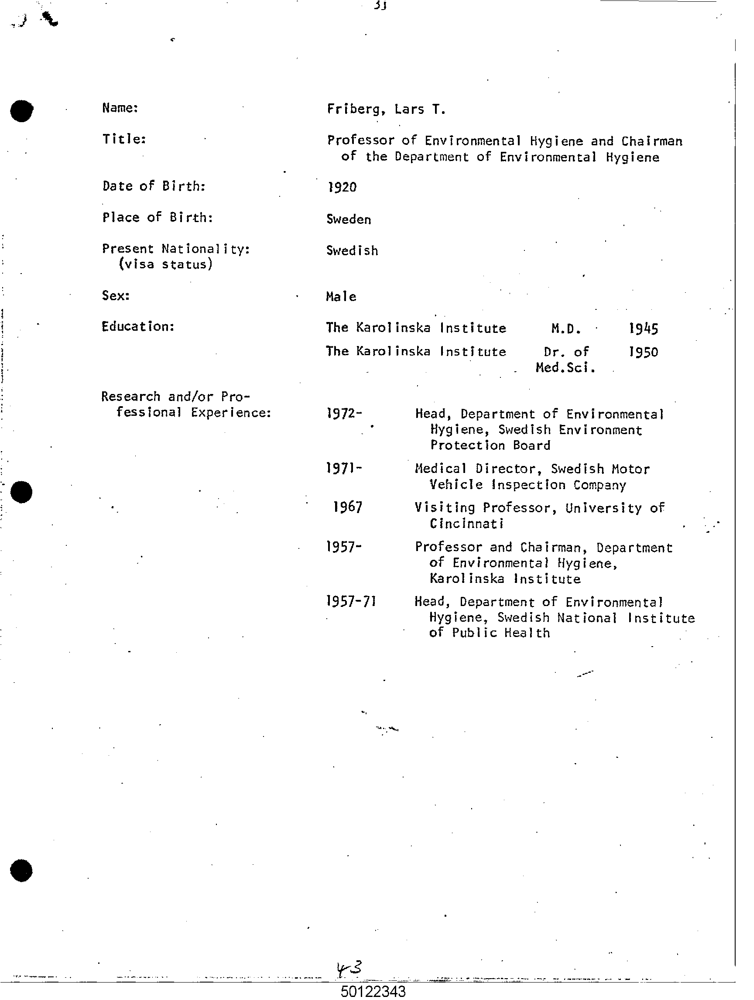 33
Name: Friberg, Lars T.
Title: Professor of Environmental Hygiene and Chairman
of the Department of Environmental Hygiene
Date of Birth: 1920
Place of Birth: Sweden
Present Nationality: Swedish
(visa status)
Sex: Male
Education: The Karolinska Institute M.D. 1945
The Karolinska Institute Dr. of 1950
Med.Sci.
Research and/or Pro-
fessional Experience: 1972- Head, Department of Environmental
Hygiene, Swedish Environment
Protection Board
1971- Medical Director, Swedish Motor
Vehicle Inspection Company
1967 Visiting Professor, University of
Cincinnati
1957- Professor and Chairman, Department
of Environmental Hygiene,
Karolinska Institute
1957-71 Head, Department of Environmental
Hygiene, Swedish National Institute
of Public Health
43
50122343